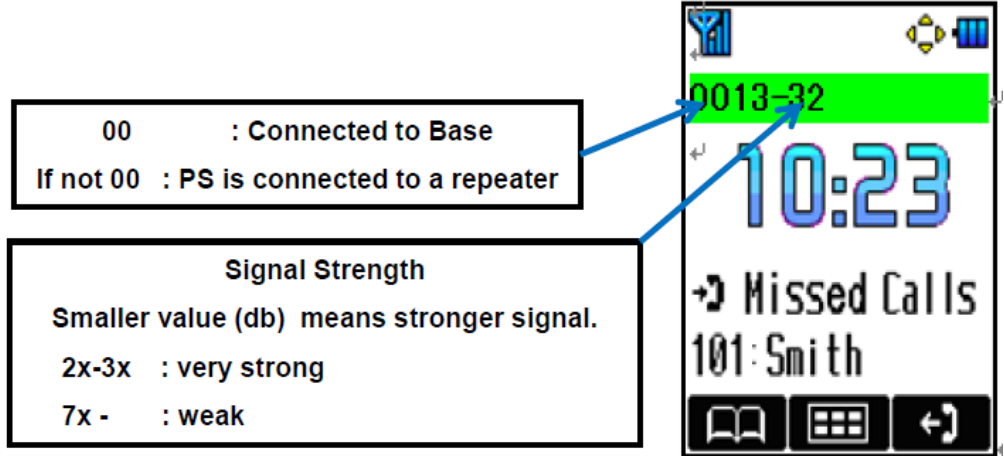 00 : Connected to Base
If not 00 : PS is connected to a repeater
Signal Strength
Smaller value (db) means stronger signal.
2x-3x : very strong
7x - : weak
0013-32
10:23
Missed Calls
101:Smith